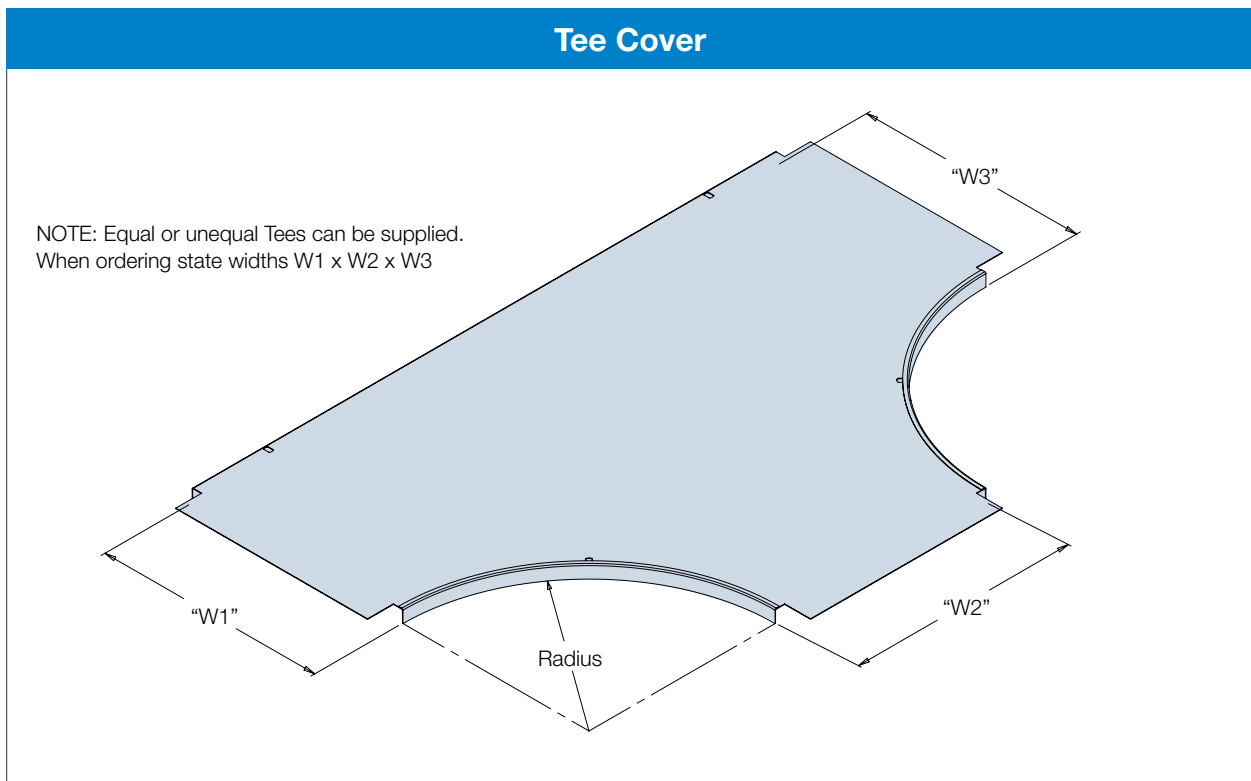 Tee Cover
“W3”
NOTE: Equal or unequal Tees can be supplied.
When ordering state widths W1 x W2 x W3
“W1”
“W2”
Radius